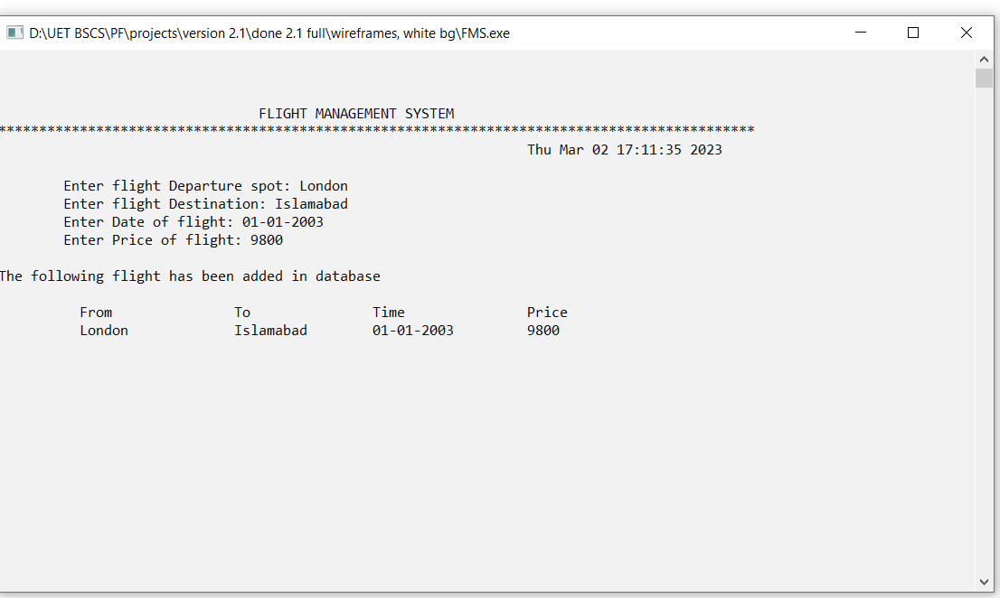 D:\UET BSCS\PF\projects\version 2.1\done 2.1 full\wireframes, white bg\FMS.exe
FLIGHT MANAGEMENT SYSTEM
*********************************************************************************************
Thu Mar 02 17:11:35 2023
Enter flight Departure spot: London
Enter flight Destination: Islamabad
Enter Date of flight: 01-01-2003
Enter Price of flight: 9800
The following flight has been added in database
From To Time Price
London Islamabad 01-01-2003 9800